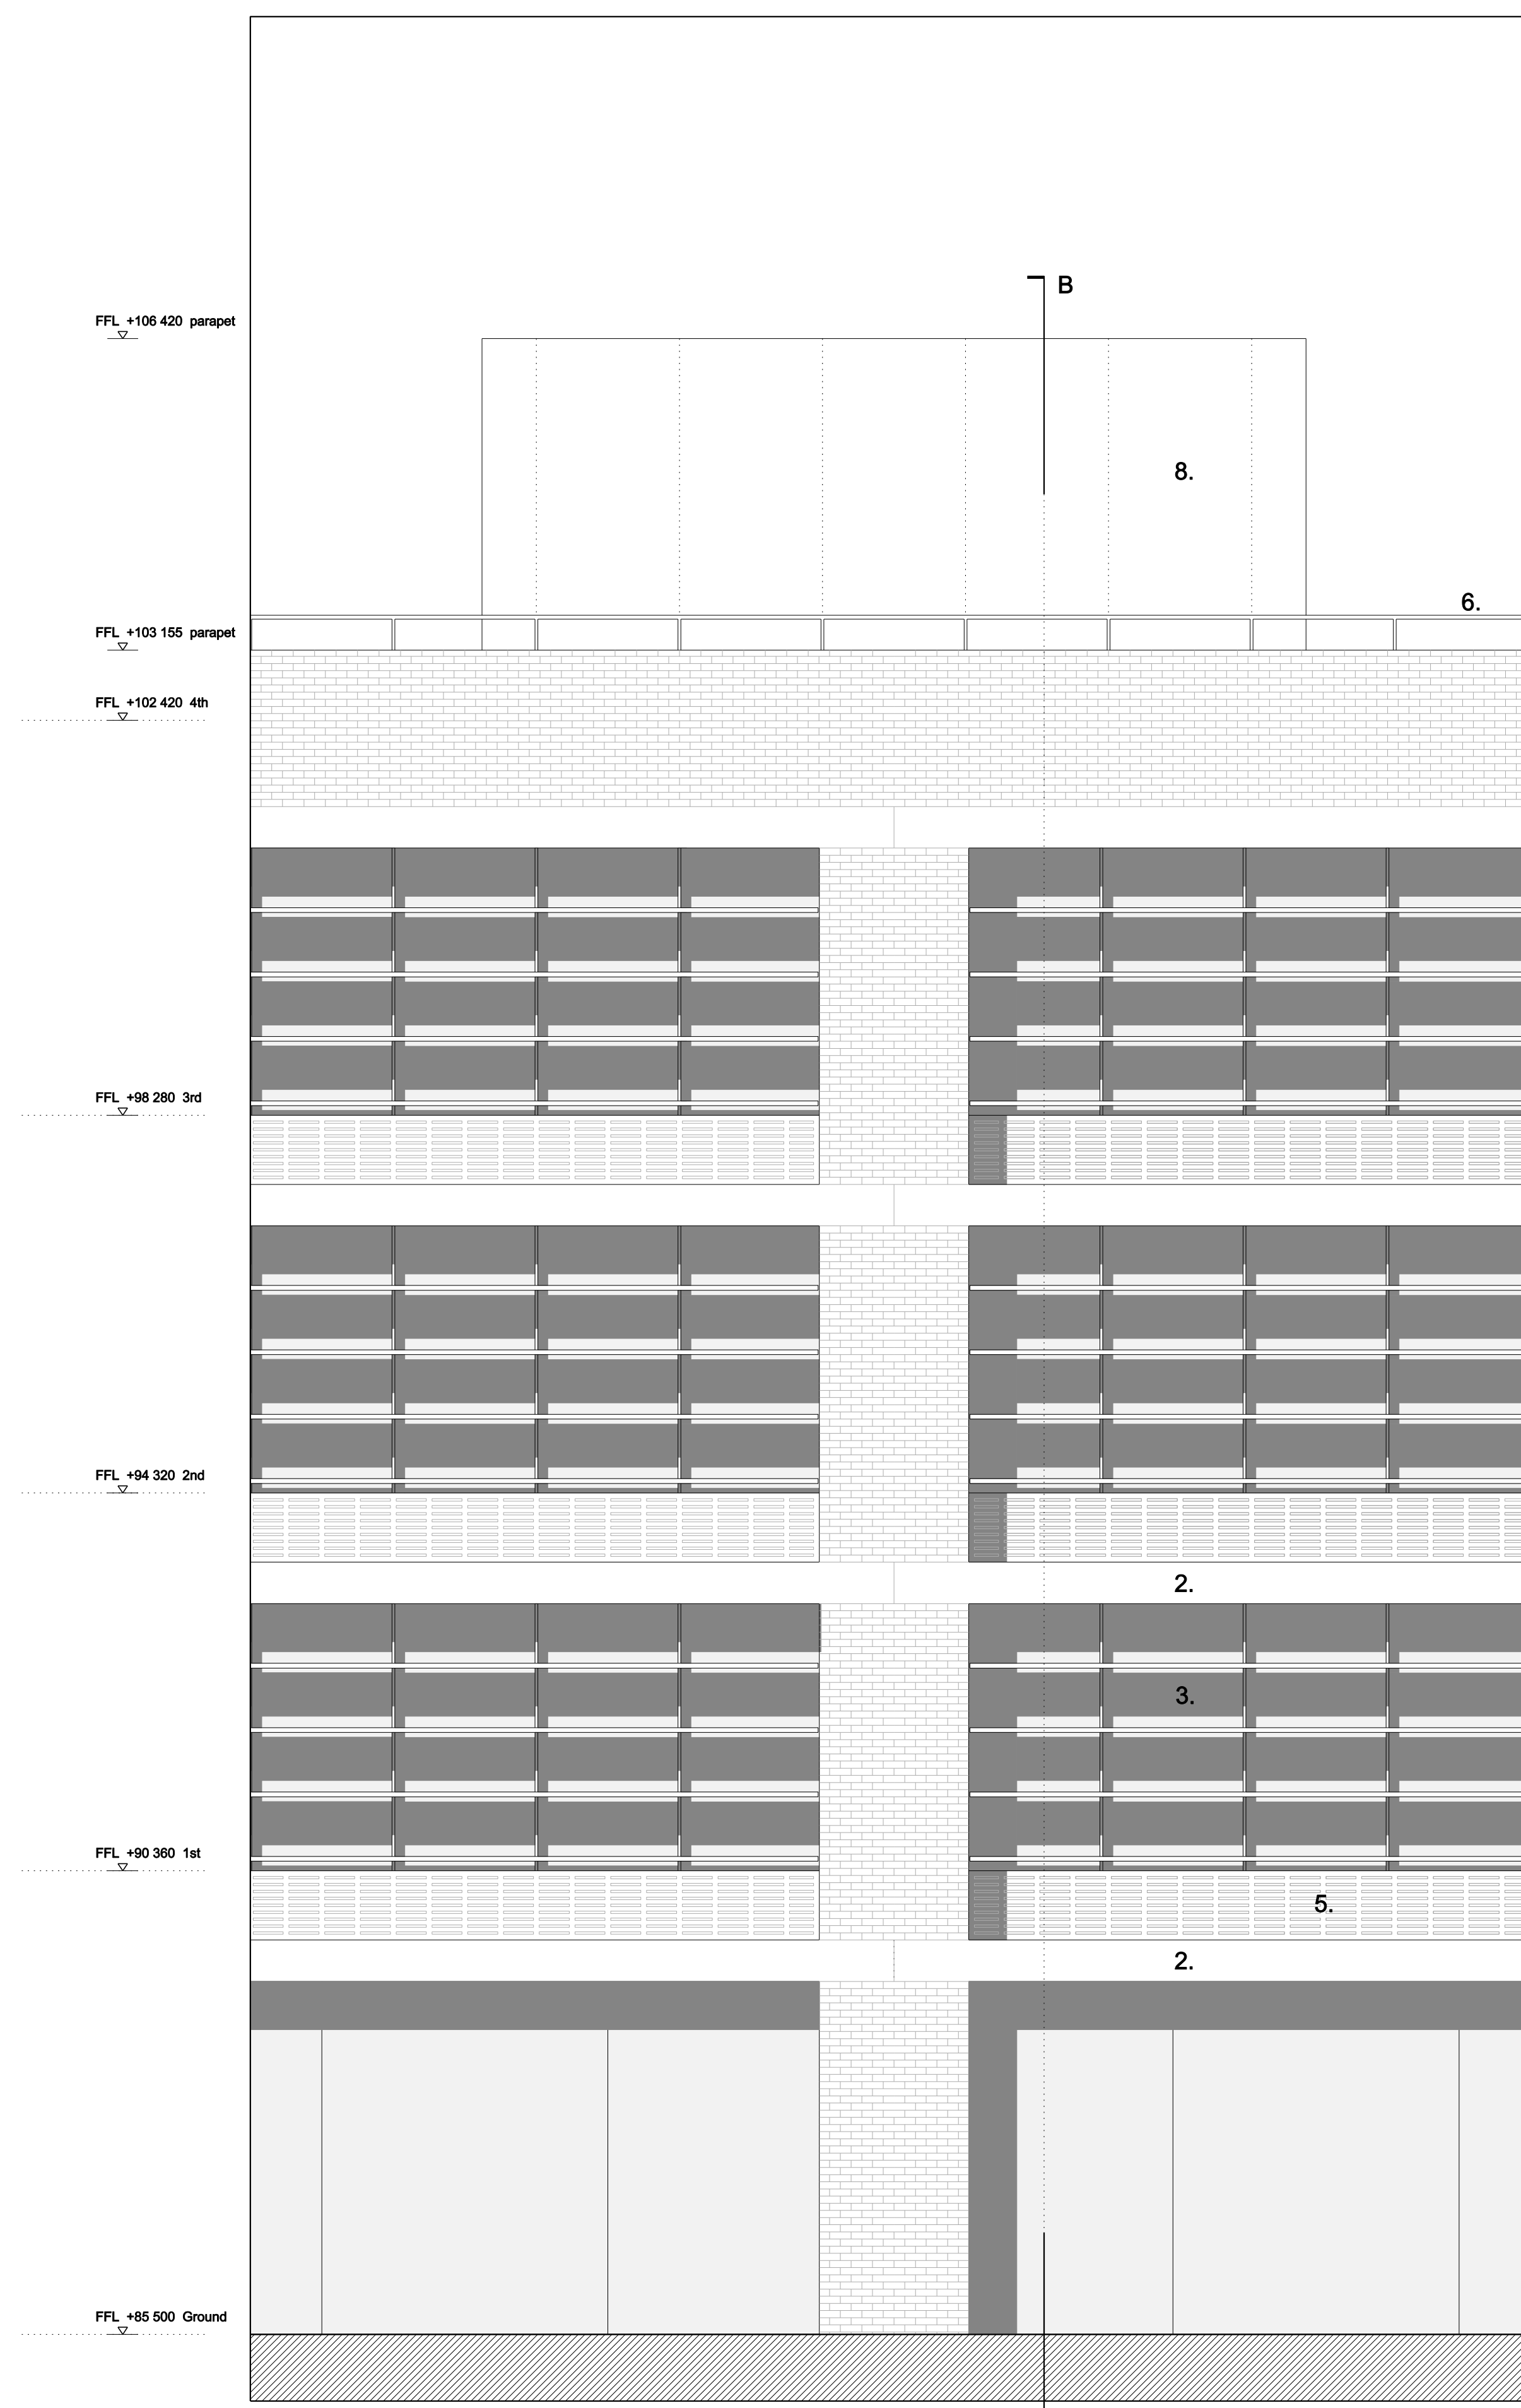 B
FFL +106 420 parapet
8.
6.
FFL +103 155 parapet
FFL +102 420 4th
FFL +98 280 3rd
FFL +94 320 2nd
2.
3.
FFL +90 360 1st
5.
2.
FFL +85 500 Ground